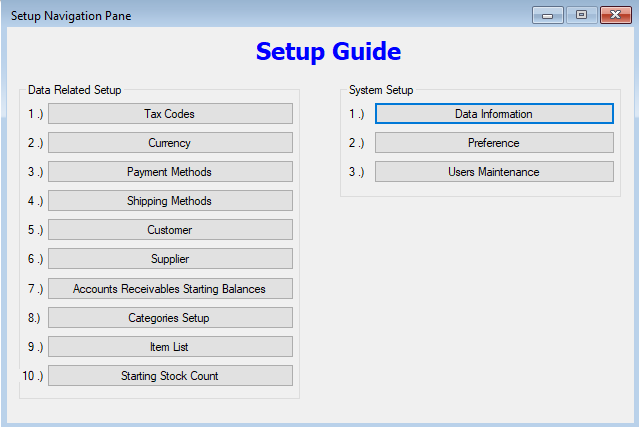 Setup Navigation Pane
Setup Guide
Data Related Setup
1 .) Tax Codes
2 .) Currency
3 .) Payment Methods
4 .) Shipping Methods
5 .) Customer
6 .) Supplier
7 .) Accounts Receivables Starting Balances
8.) Categories Setup
9 .) Item List
10 .) Starting Stock Count
System Setup
1 .) Data Information
2 .) Preference
3 .) Users Maintenance